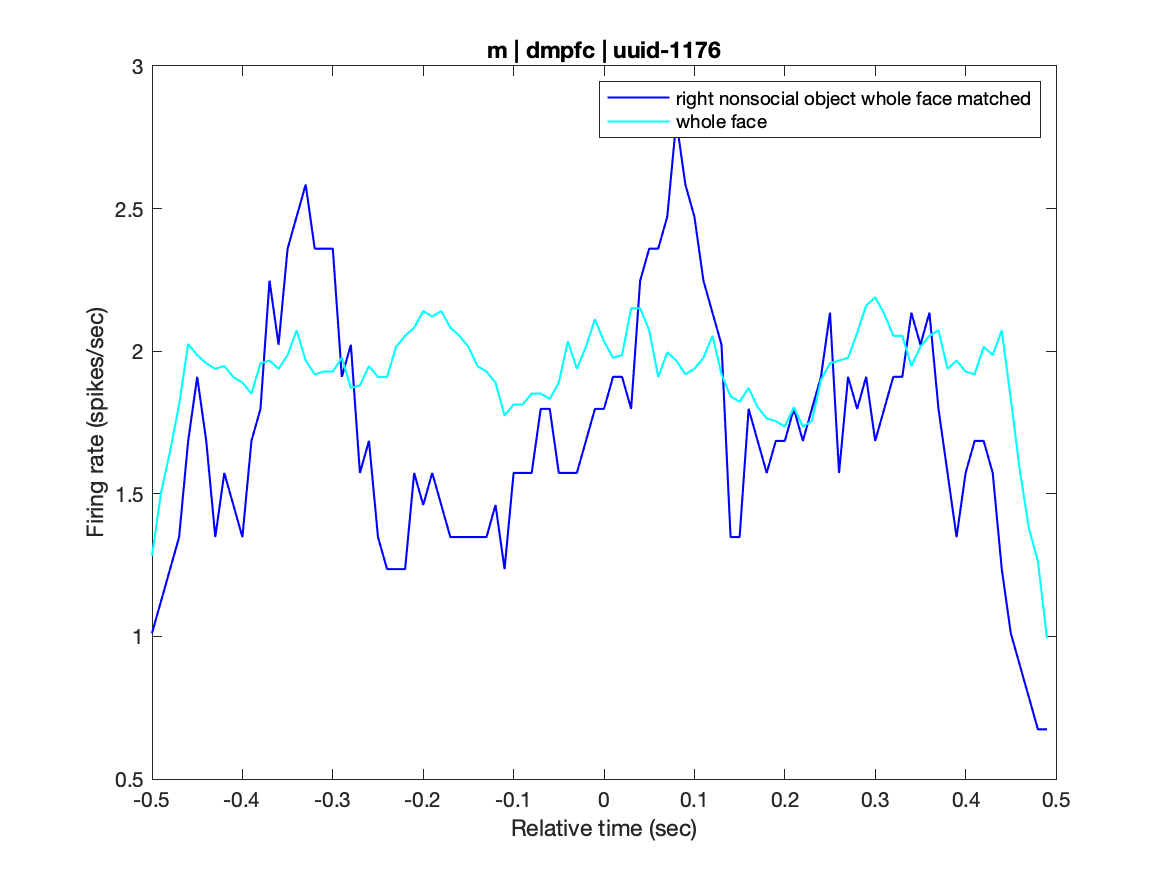 m | dmpfc | uuid-1176
3
right nonsocial object whole face matched
whole face
2.5
2
1.5
1
0.5
Firing rate (spikes/sec)
-0.5 -0.4 -0.3 -0.2 -0.1 0 0.1 0.2 0.3 0.4 0.5
Relative time (sec)